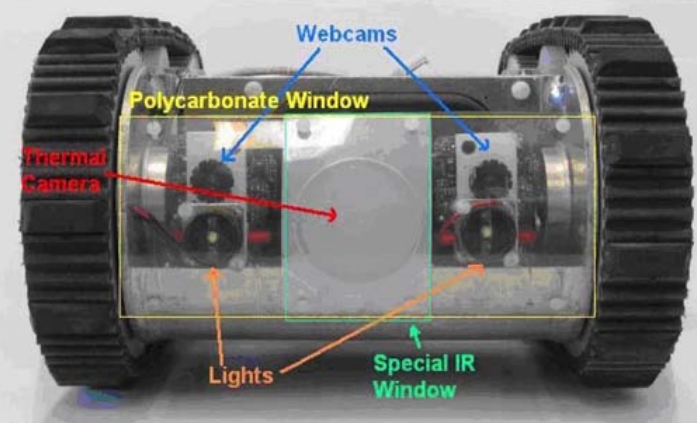 Webcams
Polycarbonate Window
Thermal
Camera
Lights
Special IR
Window